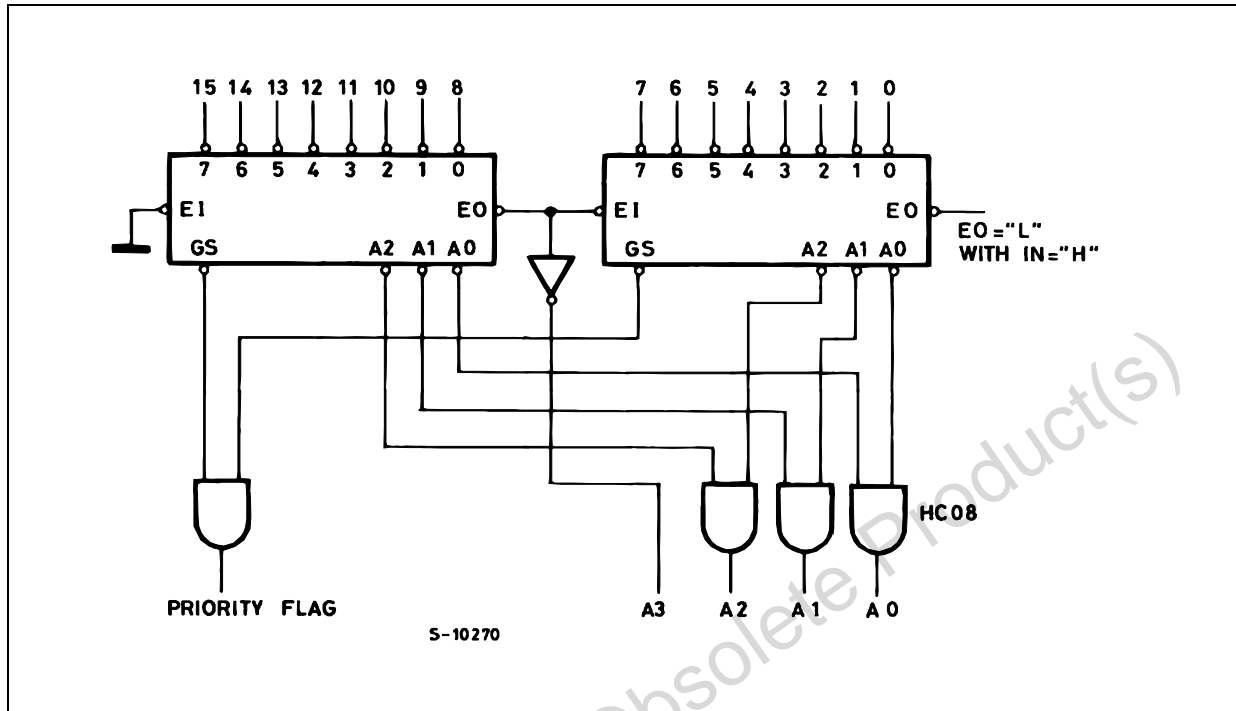 15 14 13 12 11 10 9 8 7 6 5 4 3 2 1 0
7 6 5 4 3 2 1 0 7 6 5 4 3 2 1 0
EI EO EI EO
EO="L"
WITH IN="H"
GS A2 A1 A0 GS A2 A1 A0
HC08
PRIORITY FLAG A3 A2 A1 A0
S-10270
Obsolete Product(s)